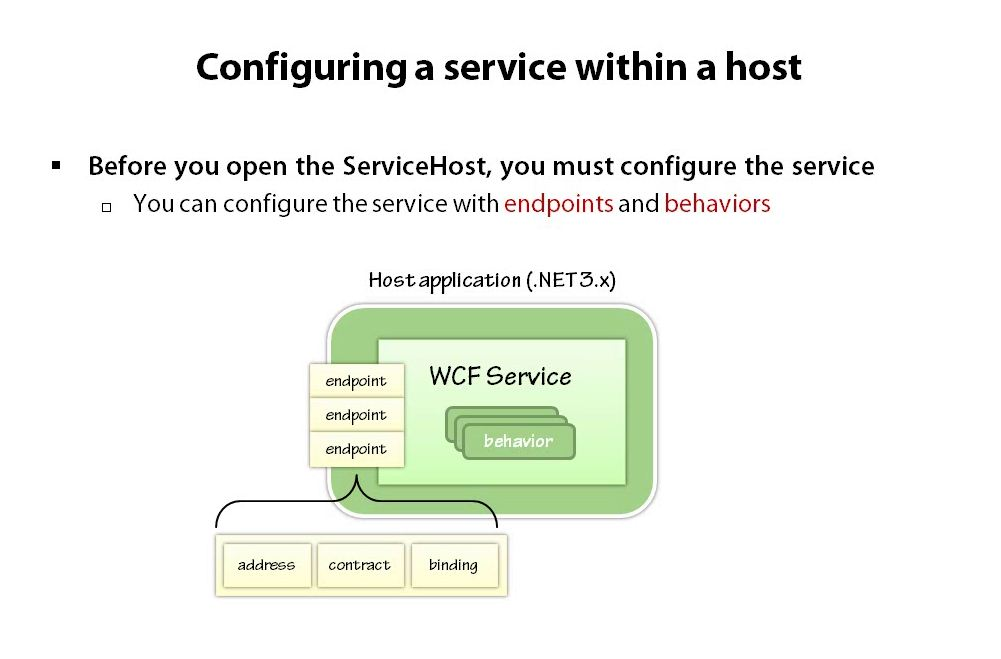 Configuring a service within a host
Before you open the ServiceHost, you must configure the service
You can configure the service with endpoints and behaviors
Host application (.NET 3.x)
WCF Service
endpoint
endpoint
endpoint
behavior
address contract binding